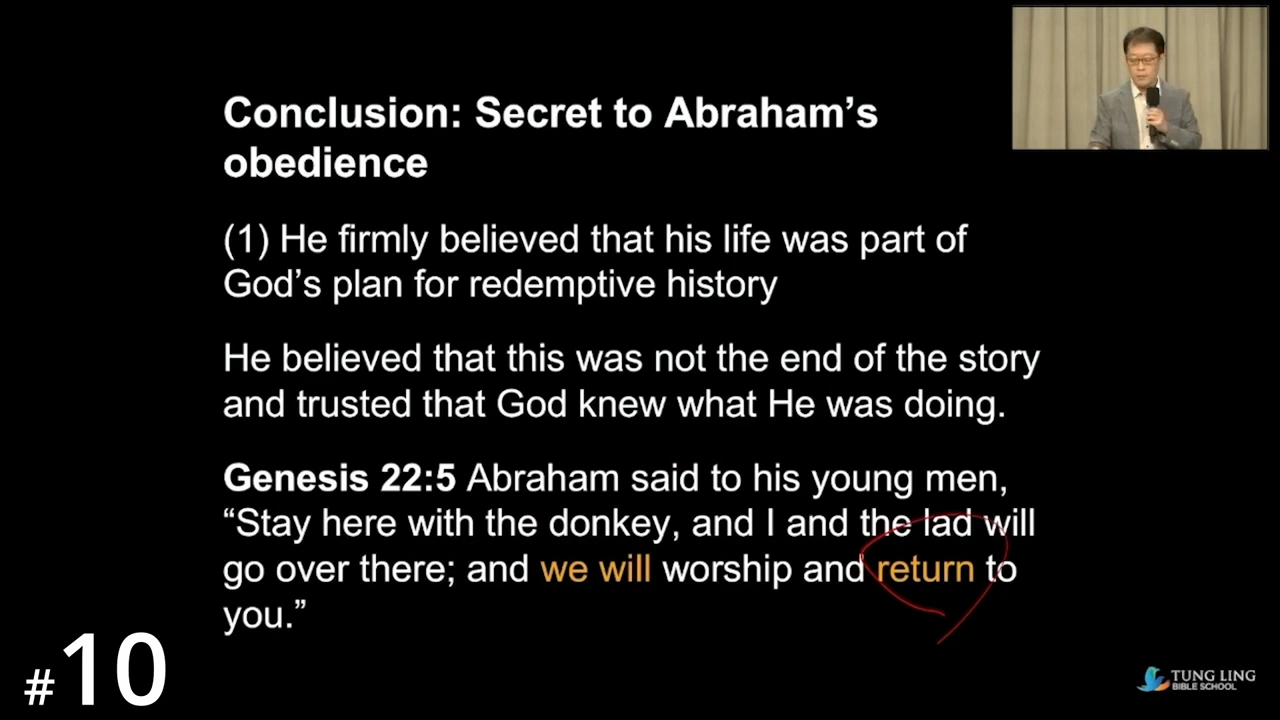 Conclusion: Secret to Abraham’s
obedience
(1) He firmly believed that his life was part of
God’s plan for redemptive history
He believed that this was not the end of the story
and trusted that God knew what He was doing.
Genesis 22:5 Abraham said to his young men,
“Stay here with the donkey, and I and the lad will
go over there; and we will worship and return to
you.”
#10
TUNG LING
BIBLE SCHOOL